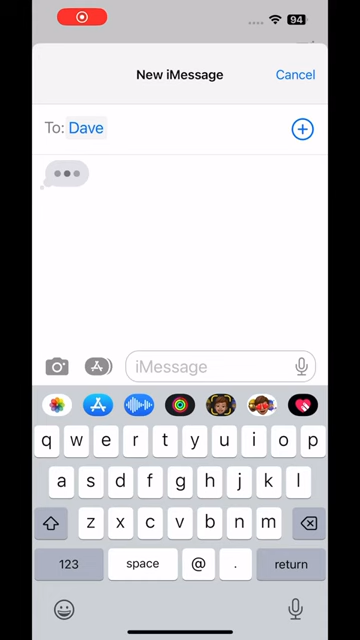 94
New iMessage
Cancel
To: Dave
iMessage
q w e r t y u i o p
a s d f g h j k l
z x c v b n m
123 space @ . return